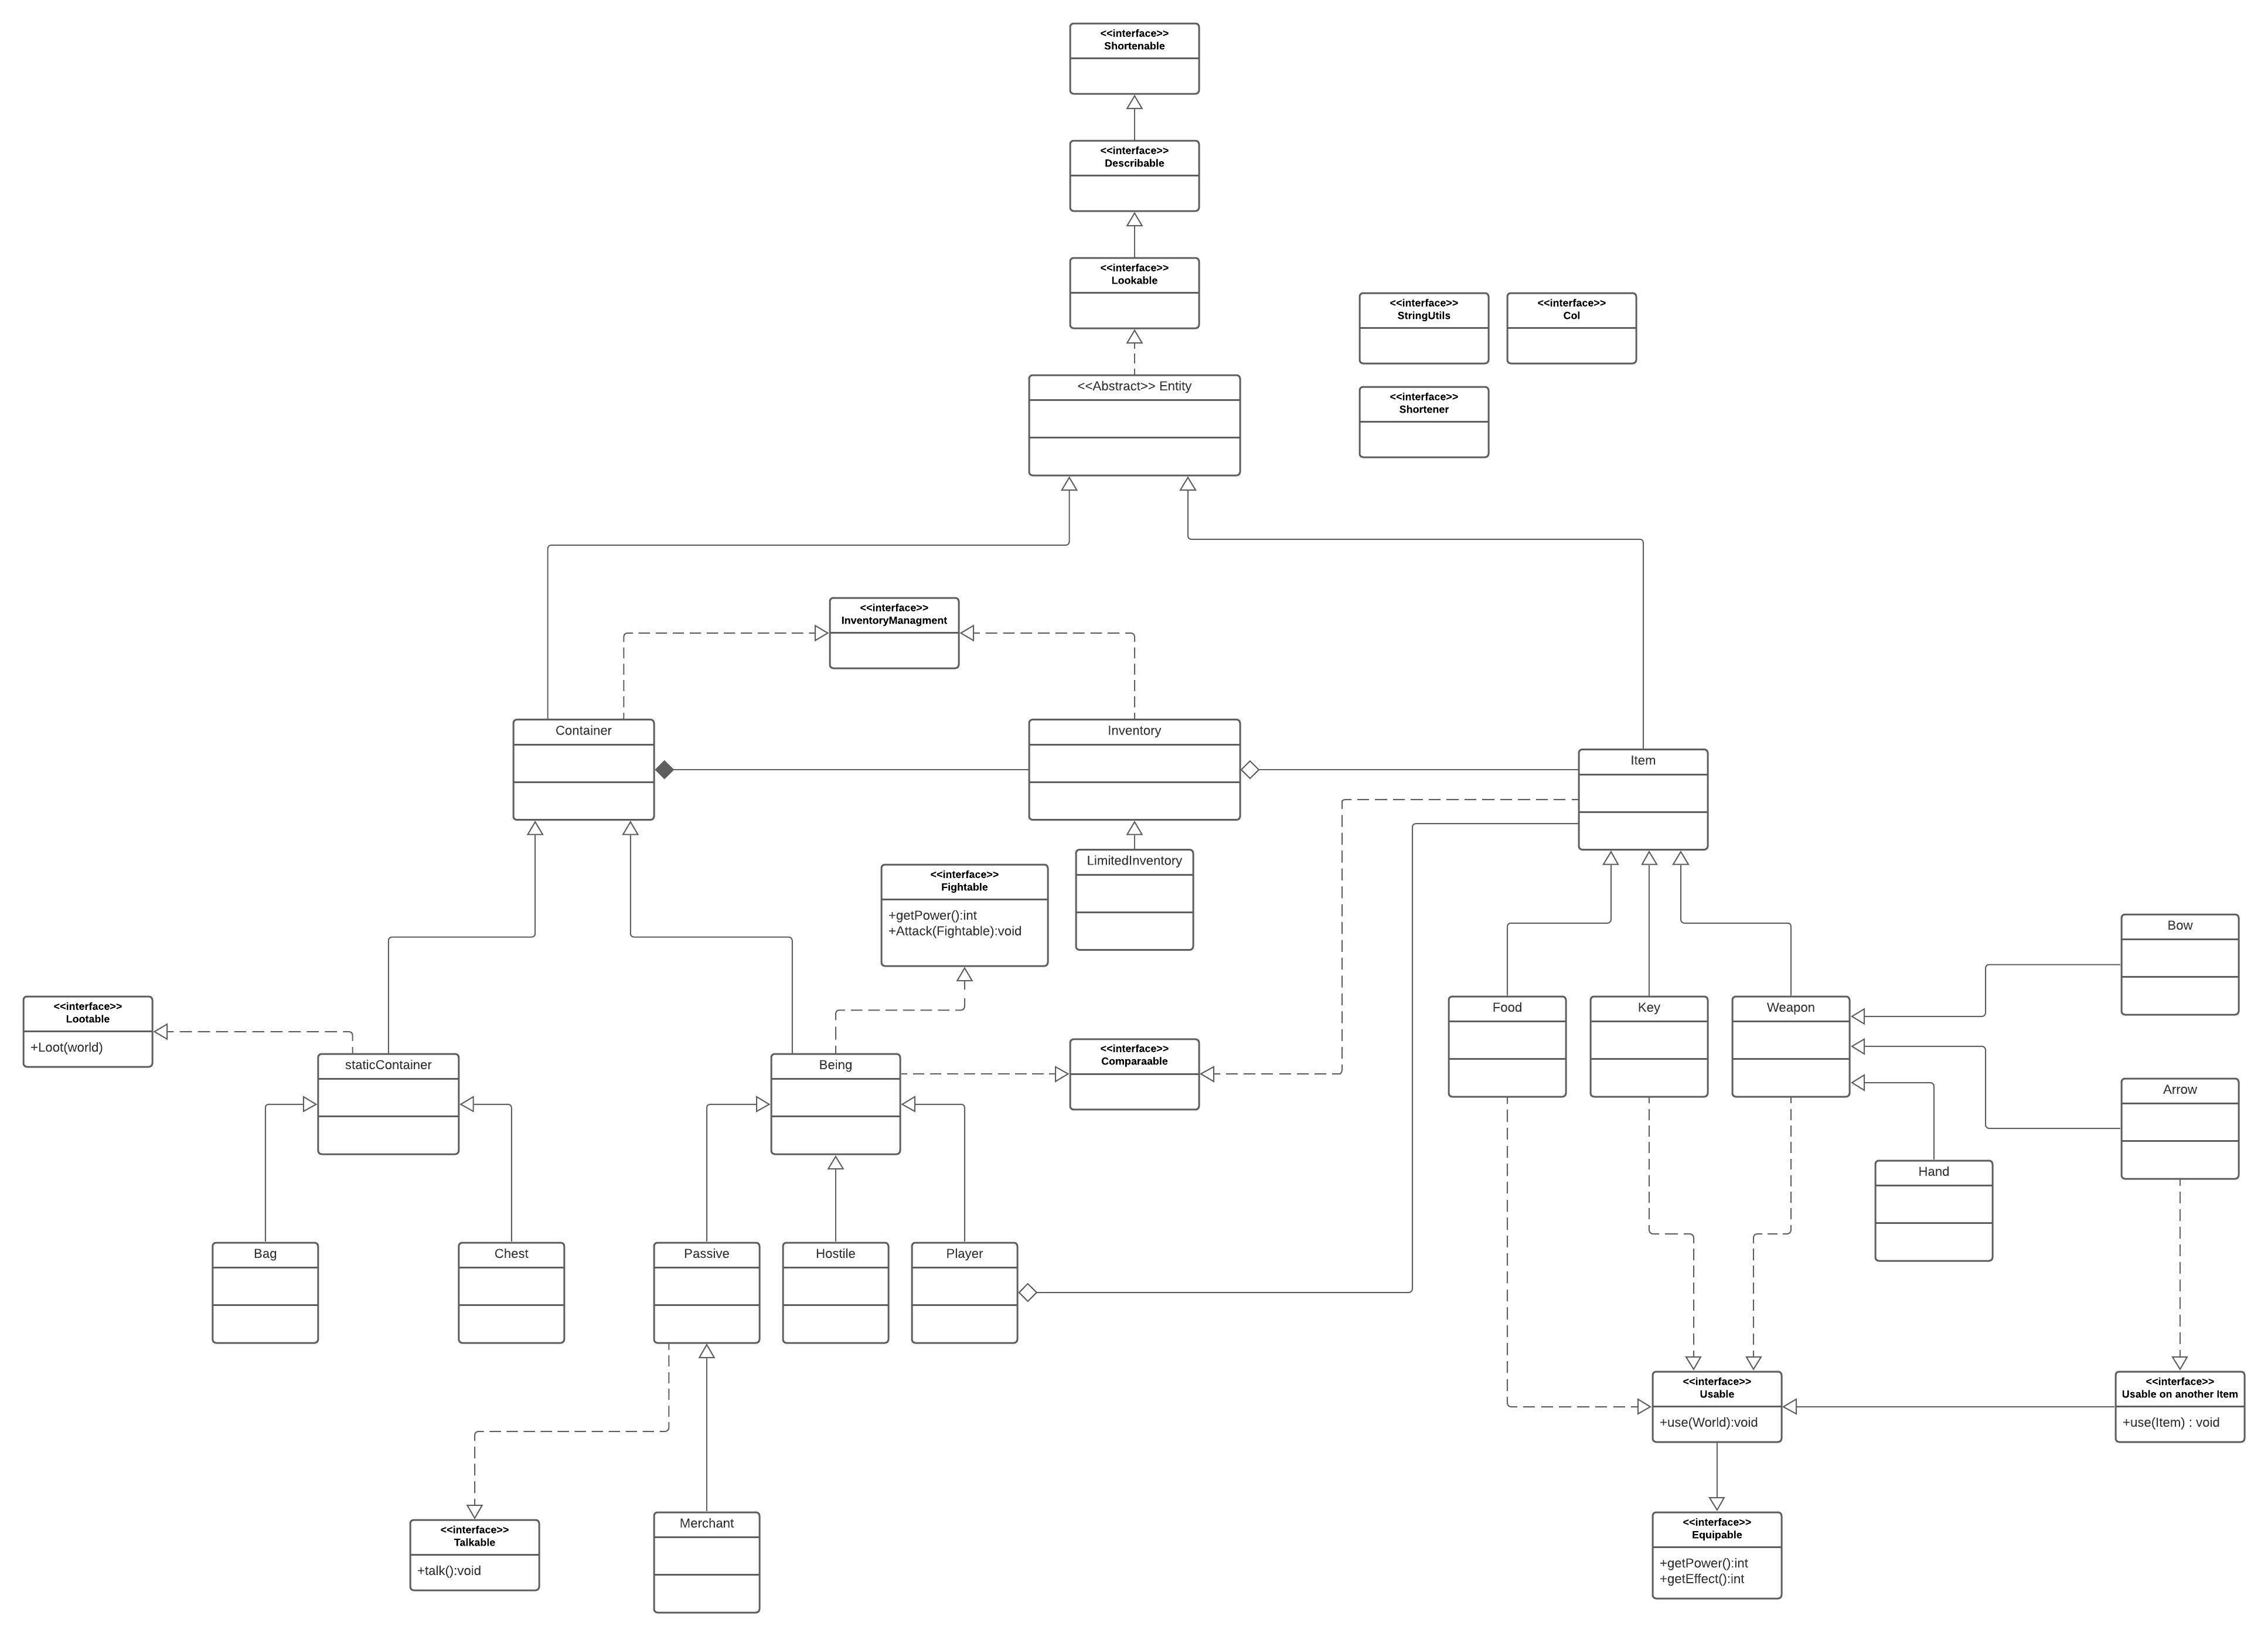 <<interface>>
Shortenable
<<interface>>
Describable
<<interface>>
Lookable
<<interface>>
StringUtils
<<interface>>
Col
<<Abstract>> Entity
<<interface>>
Shortener
<<interface>>
InventoryManagment
Container
Inventory
Item
LimitedInventory
<<interface>>
Fightable
+getPower():int
+Attack(Fightable):void
Bow
<<interface>>
Lootable
+Loot(world)
Food
Key
Weapon
staticContainer
Being
<<interface>>
Comparaable
Arrow
Hand
Bag
Chest
Passive
Hostile
Player
<<interface>>
Usable
+use(World):void
<<interface>>
Usable on another Item
+use(Item) : void
<<interface>>
Talkable
+talk():void
Merchant
<<interface>>
Equipable
+getPower():int
+getEffect():int